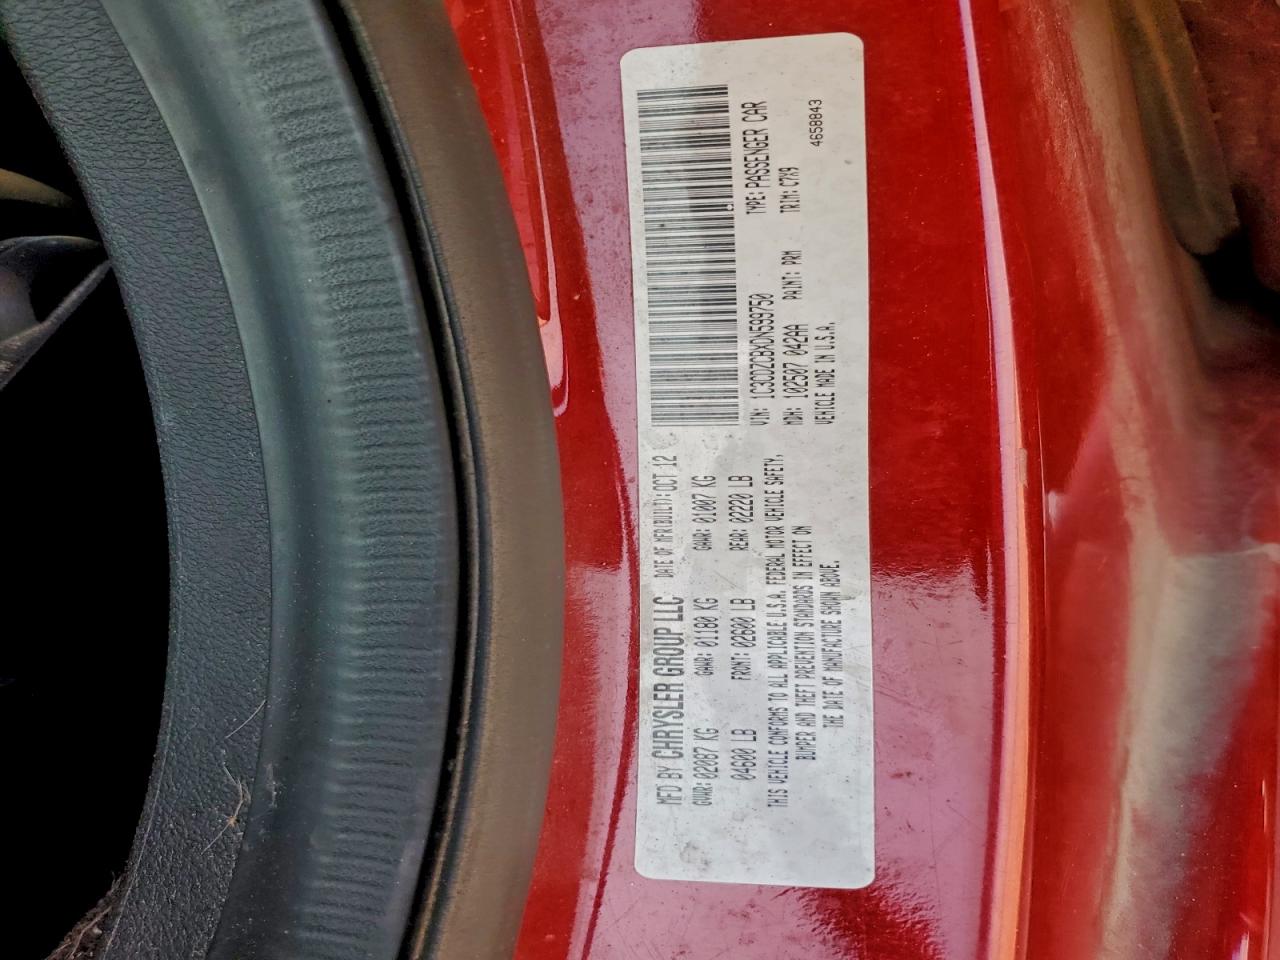 MFD BY CHRYSLER GROUP LLC DATE OF MFR(BUILT): OCT 12
GVWR: 02087 KG GAWR: 01180 KG GAWR: 01007 KG
04600 LB FRONT: 02600 LB REAR: 02220 LB
THIS VEHICLE CONFORMS TO ALL APPLICABLE U.S.A. FEDERAL MOTOR VEHICLE SAFETY,
BUMPER AND THEFT PREVENTION STANDARDS IN EFFECT ON
THE DATE OF MANUFACTURE SHOWN ABOVE.
VIN: 1C3CDZCBXDN599750 TYPE: PASSENGER CAR
MDH: 102507 042AA PAINT: PRM TRIM: C7X9
VEHICLE MADE IN U.S.A.
4658843